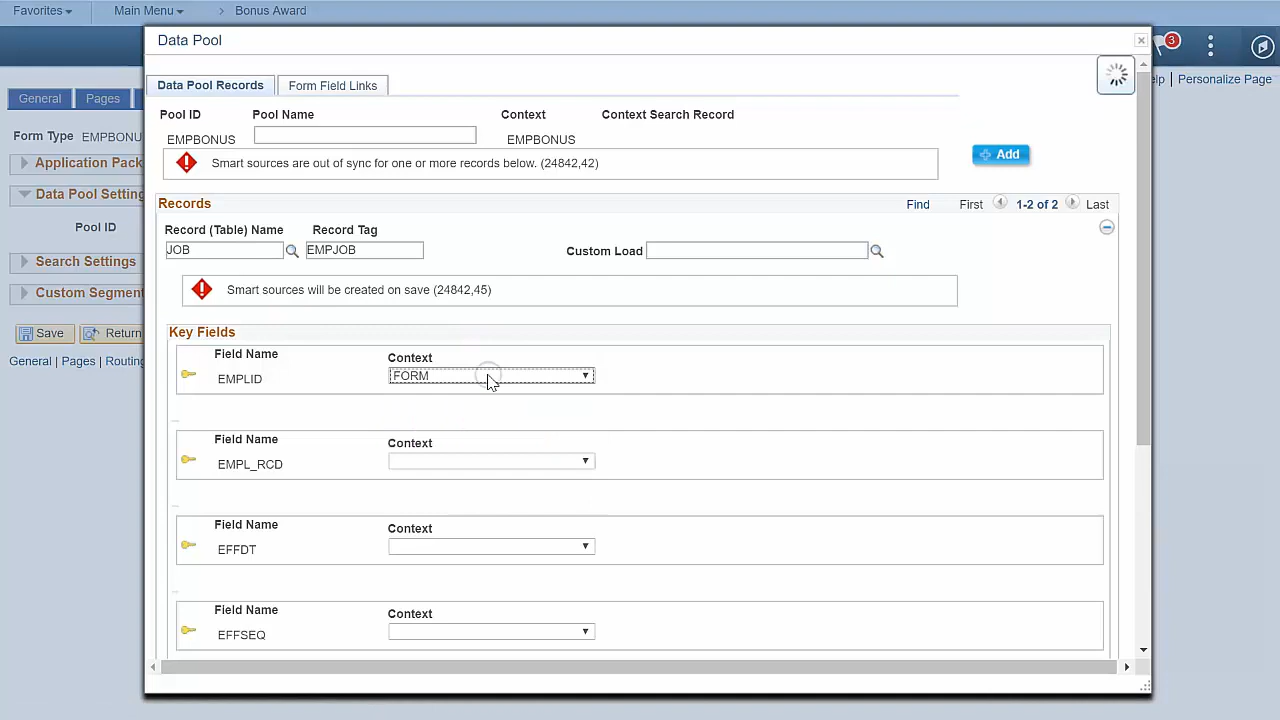 Favorites
Main Menu
Bonus Award
Data Pool
3
Data Pool Records
Form Field Links
Personalize Page
General
Pages
Pool ID
Pool Name
Context
Context Search Record
Form Type
EMPBONUS
EMPBONUS
Smart sources are out of sync for one or more records below. (24842,42)
Add
Application Pack
Data Pool Setting
Records
Find
First
1-2 of 2
Last
Pool ID
Record (Table) Name
Record Tag
JOB
EMPJOB
Custom Load
Search Settings
Custom Segment
Smart sources will be created on save (24842,45)
Save
Return
Key Fields
General | Pages | Routing
Field Name
Context
EMPLID
FORM
Field Name
Context
EMPL_RCD
Field Name
Context
EFFDT
Field Name
Context
EFFSEQ